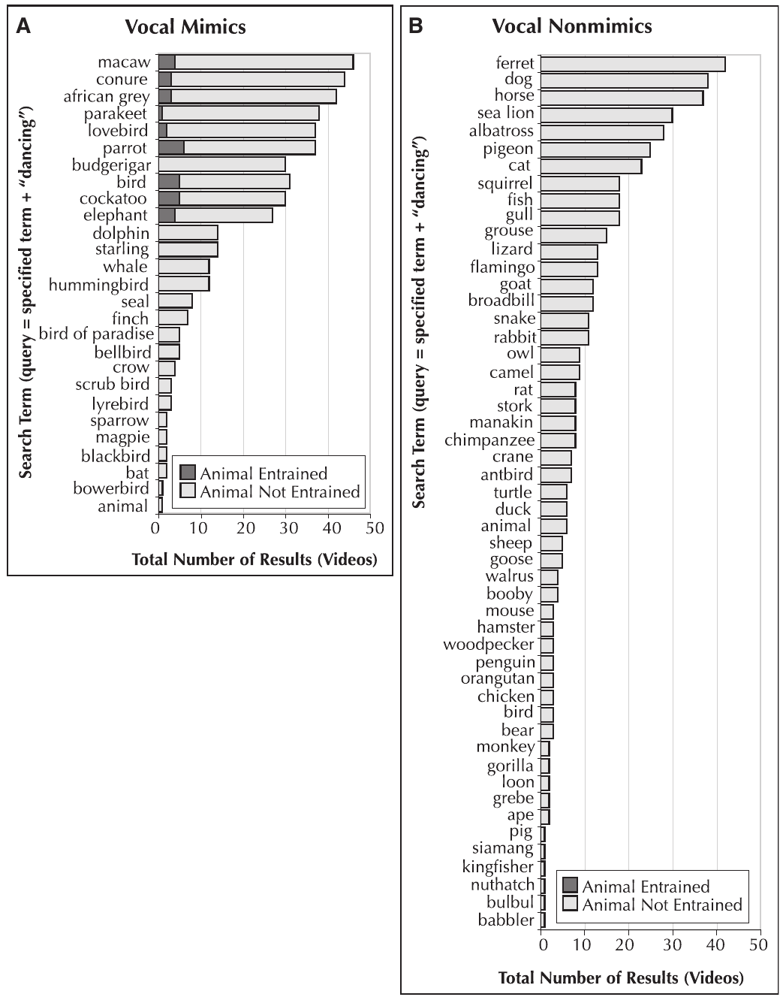 A
Vocal Mimics
Search Term (query = specified term + “dancing”)
macaw
conure
african grey
parakeet
lovebird
parrot
budgerigar
bird
cockatoo
elephant
dolphin
starling
whale
hummingbird
seal
finch
bird of paradise
bellbird
crow
scrub bird
lyrebird
sparrow
magpie
blackbird
bat
bowerbird
animal
Animal Entrained
Animal Not Entrained
0 10 20 30 40 50
Total Number of Results (Videos)
B
Vocal Nonmimics
Search Term (query = specified term + “dancing”)
ferret
dog
horse
sea lion
albatross
pigeon
cat
squirrel
fish
gull
grouse
lizard
flamingo
goat
broadbill
snake
rabbit
owl
camel
rat
stork
manakin
chimpanzee
crane
antbird
turtle
duck
animal
sheep
goose
walrus
booby
mouse
hamster
woodpecker
penguin
orangutan
chicken
bird
bear
monkey
gorilla
loon
grebe
ape
pig
siamang
kingfisher
nuthatch
bulbul
babbler
Animal Entrained
Animal Not Entrained
0 10 20 30 40 50
Total Number of Results (Videos)